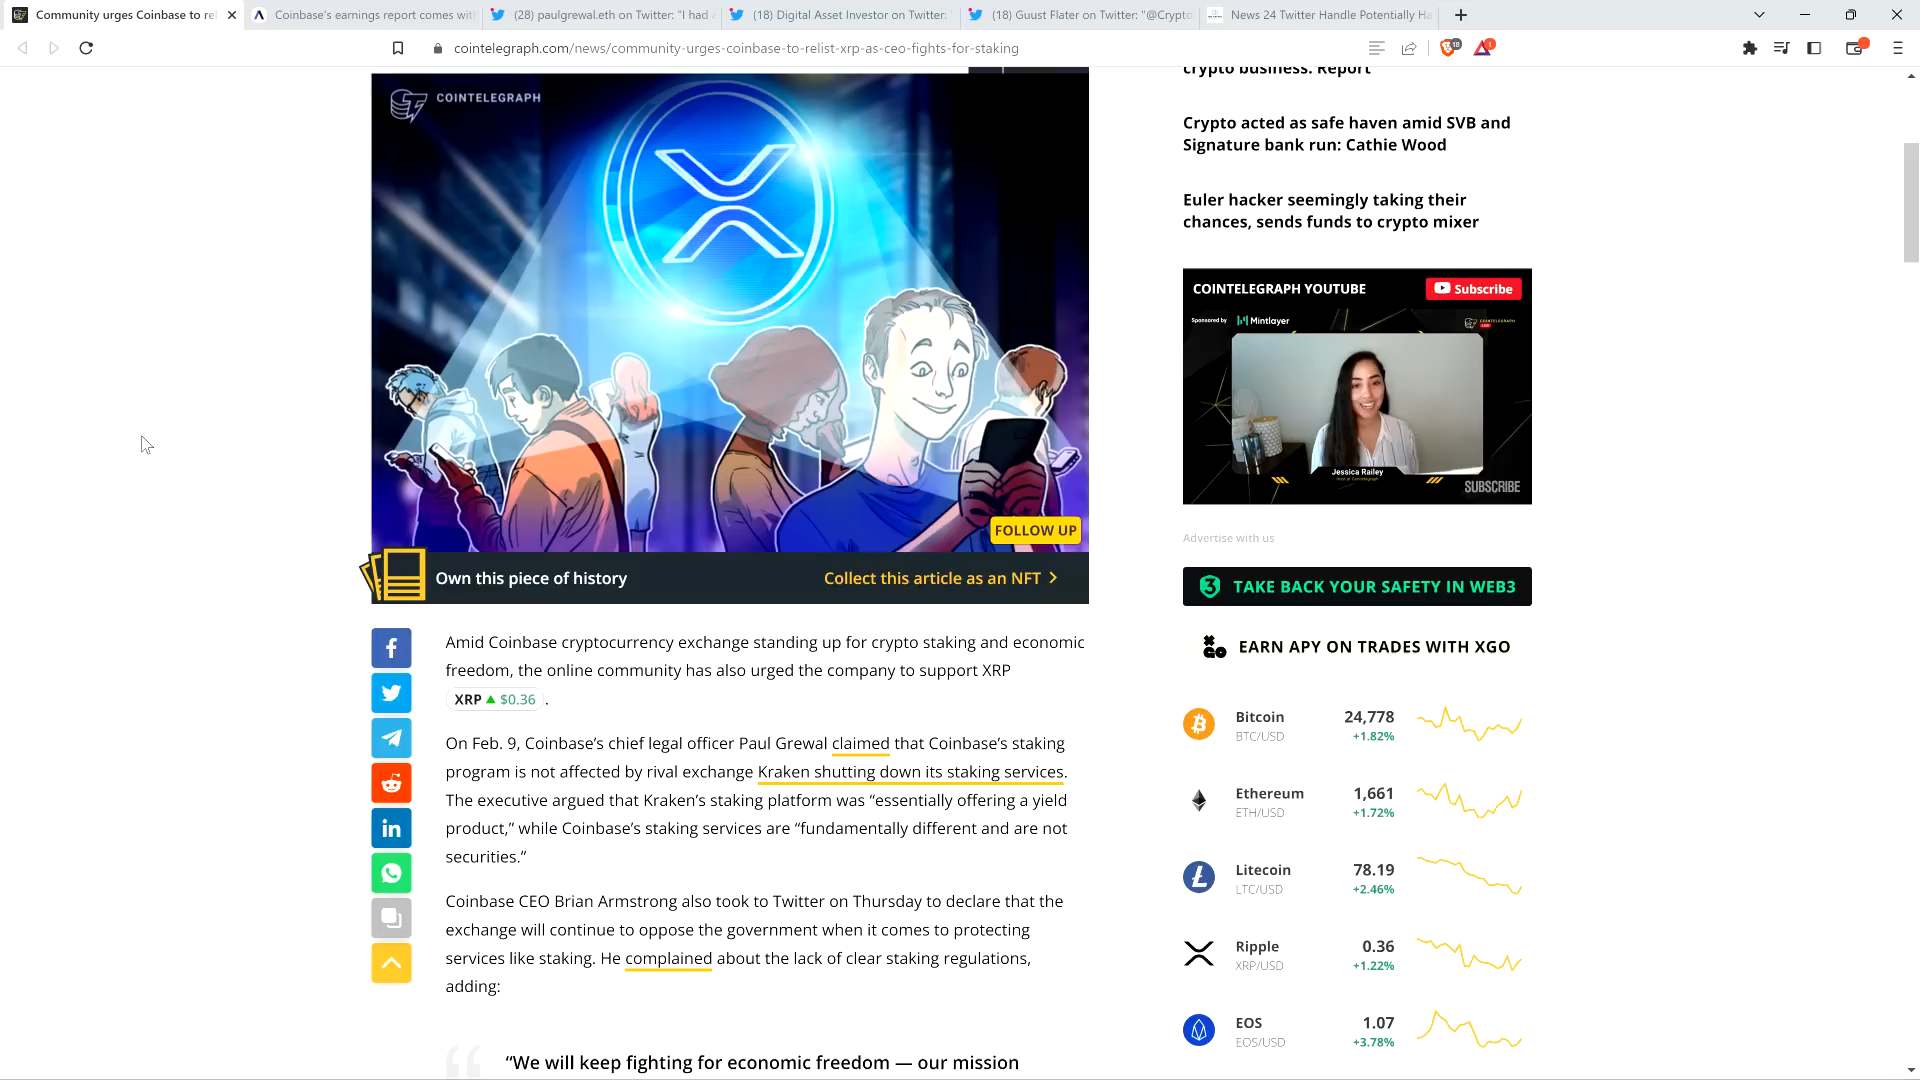 Community urges Coinbase to rel
Coinbase's earnings report comes with
(28) paulgrewal.eth on Twitter: "I had a
(18) Digital Asset Investor on Twitter:
(18) Guust Flater on Twitter: "@Crypto
News 24 Twitter Handle Potentially Ha
cointelegraph.com/news/community-urges-coinbase-to-relist-xrp-as-ceo-fights-for-staking
18
1
COINTELEGRAPH
FOLLOW UP
Own this piece of history
Collect this article as an NFT
Amid Coinbase cryptocurrency exchange standing up for crypto staking and economic
freedom, the online community has also urged the company to support XRP
XRP ▲ $0.36 .
On Feb. 9, Coinbase’s chief legal officer Paul Grewal claimed that Coinbase’s staking
program is not affected by rival exchange Kraken shutting down its staking services.
The executive argued that Kraken’s staking platform was “essentially offering a yield
product,” while Coinbase’s staking services are “fundamentally different and are not
securities.”
Coinbase CEO Brian Armstrong also took to Twitter on Thursday to declare that the
exchange will continue to oppose the government when it comes to protecting
services like staking. He complained about the lack of clear staking regulations,
adding:
“We will keep fighting for economic freedom — our mission
crypto business: Report
Crypto acted as safe haven amid SVB and
Signature bank run: Cathie Wood
Euler hacker seemingly taking their
chances, sends funds to crypto mixer
COINTELEGRAPH YOUTUBE
Subscribe
Sponsored by Mintlayer
COINTELEGRAPH
Jessica Railey
Host at Cointelegraph
SUBSCRIBE
Advertise with us
TAKE BACK YOUR SAFETY IN WEB3
EARN APY ON TRADES WITH XGO
Bitcoin 24,778
BTC/USD +1.82%
Ethereum 1,661
ETH/USD +1.72%
Litecoin 78.19
LTC/USD +2.46%
Ripple 0.36
XRP/USD +1.22%
EOS 1.07
EOS/USD +3.78%